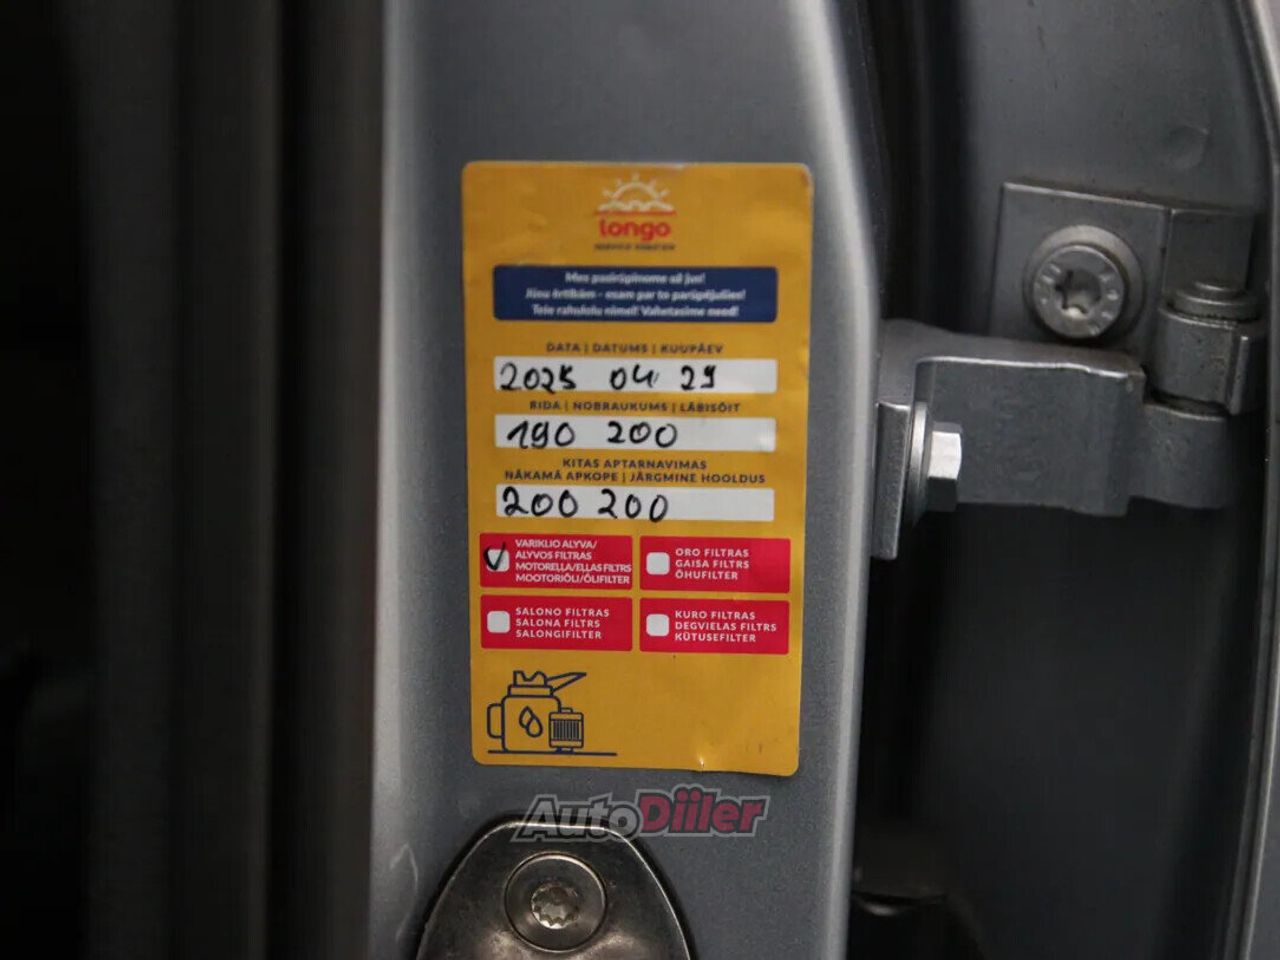 longo
Mes pasirūpinome už jus!
Jūsu ērtībām - esam par to parūpējušies!
Teie rahulolu nimel! Vahetasime need!
DATA | DATUMS | KUUPÄEV
2025 04 29
RIDA | NOBRAUKUMS | LÄBISÕIT
190 200
KITAS APTARNAVIMAS
NĀKAMĀ APKOPE | JÄRGMINE HOOLDUS
200 200
VARIKLIO ALYVA/
ALYVOS FILTRAS
MOTOREĻĻA/EĻĻAS FILTRS
MOOTORIÕLI/ÕLIFILTER
ORO FILTRAS
GAISA FILTRS
ÕHUFILTER
SALONO FILTRAS
SALONA FILTRS
SALONGIFILTER
KURO FILTRAS
DEGVIELAS FILTRS
KÜTUSEFILTER
AutoDiiler